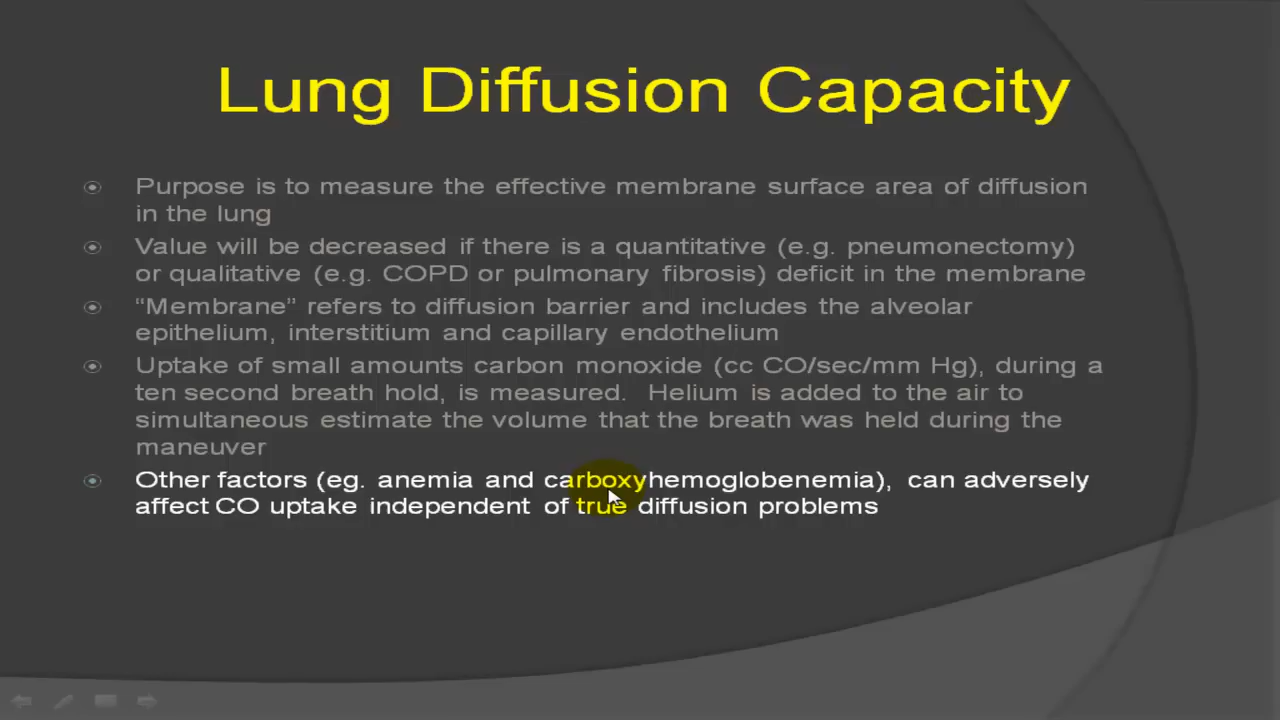 Lung Diffusion Capacity
Purpose is to measure the effective membrane surface area of diffusion
in the lung
Value will be decreased if there is a quantitative (e.g. pneumonectomy)
or qualitative (e.g. COPD or pulmonary fibrosis) deficit in the membrane
“Membrane” refers to diffusion barrier and includes the alveolar
epithelium, interstitium and capillary endothelium
Uptake of small amounts carbon monoxide (cc CO/sec/mm Hg), during a
ten second breath hold, is measured. Helium is added to the air to
simultaneous estimate the volume that the breath was held during the
maneuver
Other factors (eg. anemia and carboxyhemoglobenemia), can adversely
affect CO uptake independent of true diffusion problems